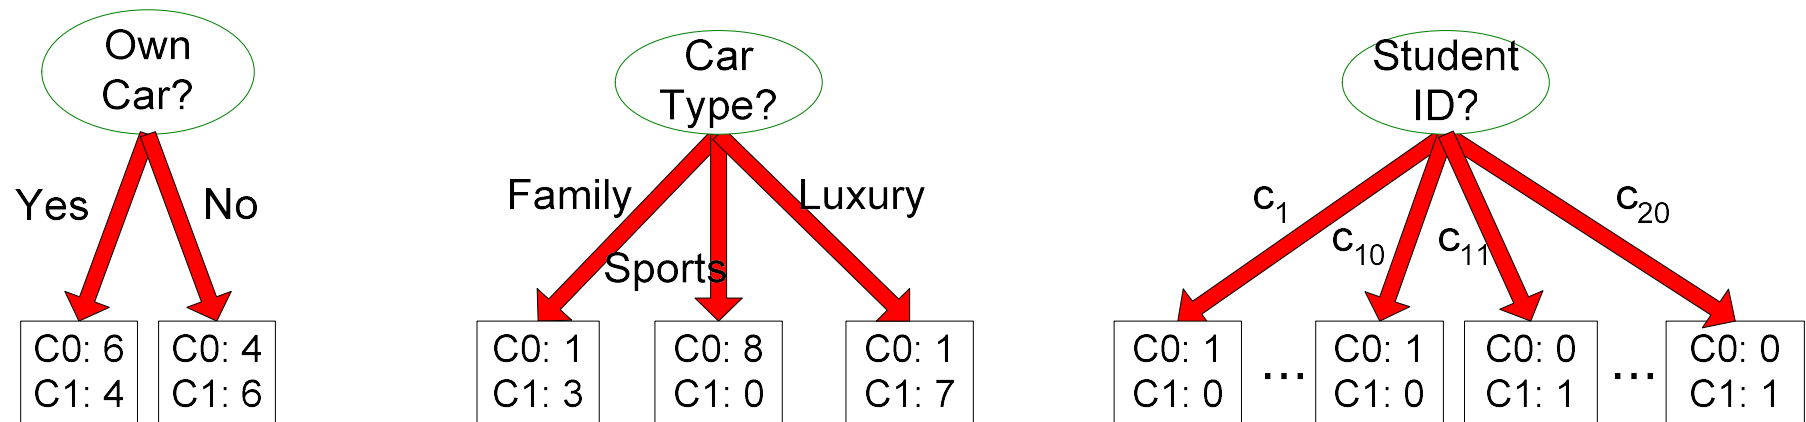 Own
Car?
Yes
No
C0: 6
C1: 4
C0: 4
C1: 6
Car
Type?
Family
Sports
Luxury
C0: 1
C1: 3
C0: 8
C1: 0
C0: 1
C1: 7
Student
ID?
c1
c10
c11
c20
C0: 1
C1: 0
...
C0: 1
C1: 0
C0: 0
C1: 1
...
C0: 0
C1: 1